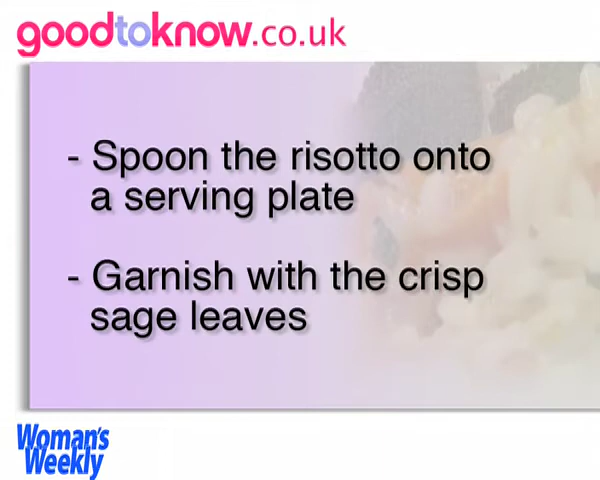 goodtoknow.co.uk
- Spoon the risotto onto
a serving plate
- Garnish with the crisp
sage leaves
Woman's
Weekly